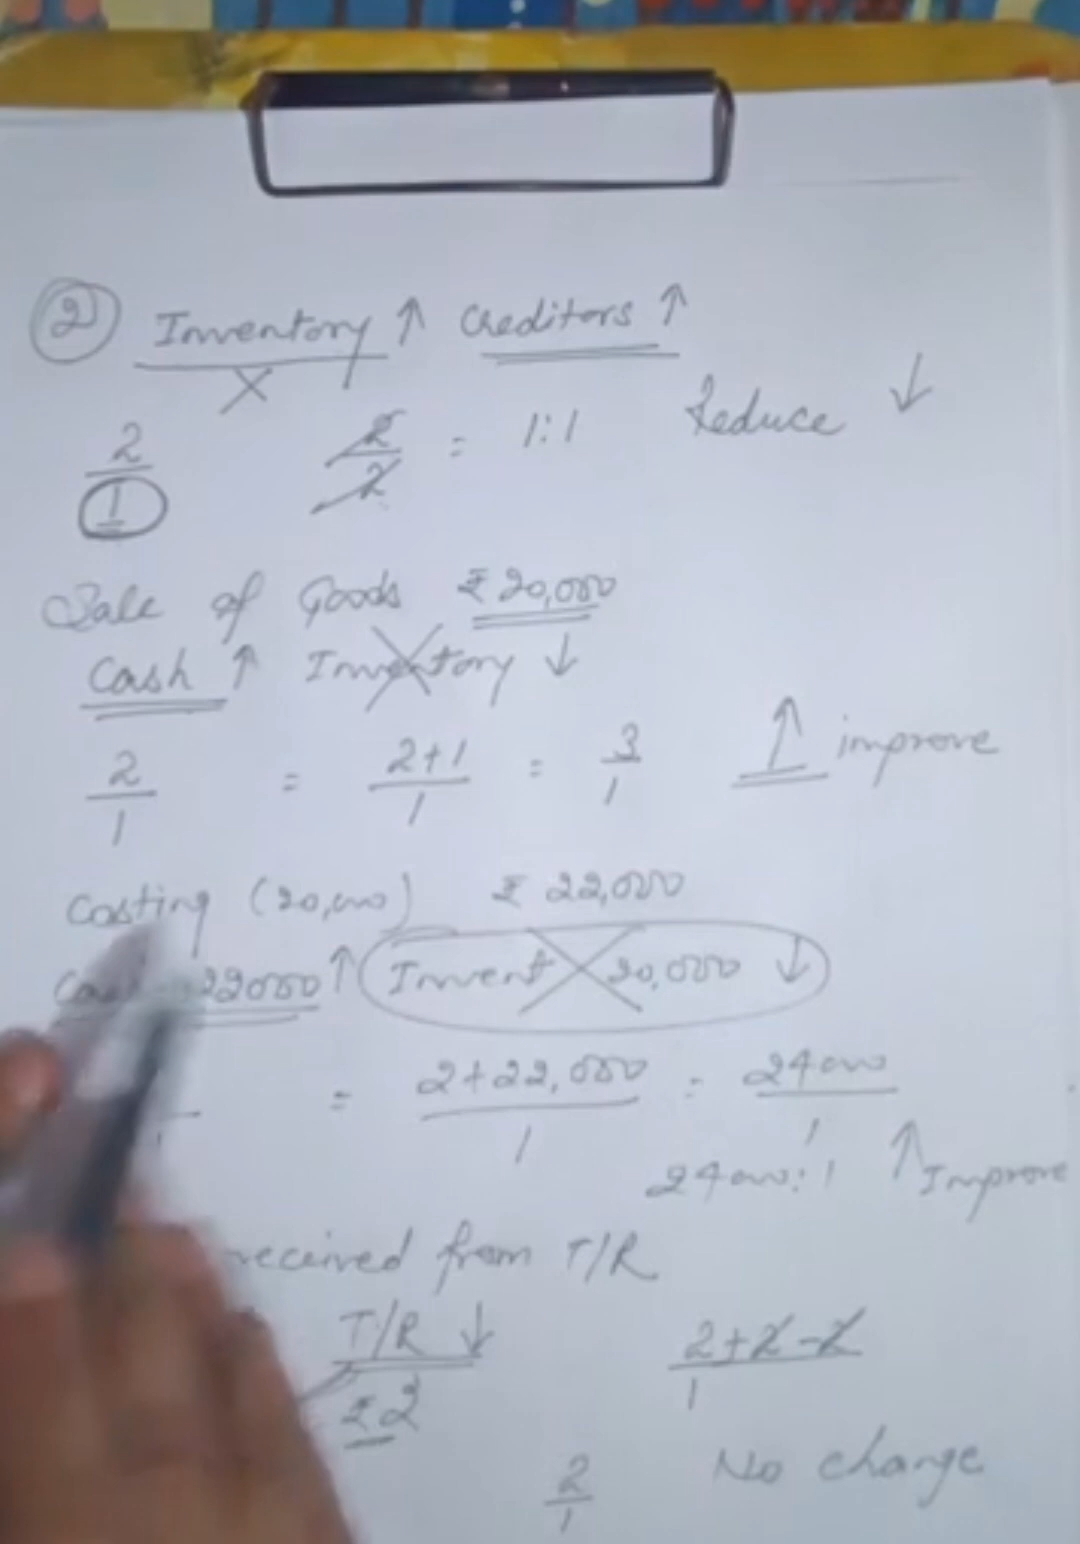 ② Inventory ↑ Creditors ↑
X
2/1 2/2 = 1:1 Reduce ↓
Sale of Goods ₹20,000
Cash ↑ Inventory ↓
2/1 = 2+1/1 = 3/1 ↑ improve
Costing (20,000) ₹ 22,000
22000 ↑ Invent 20,000 ↓
= 2+22,000/1 = 24000/1
24000:1 ↑ Improve
received from T/R
T/R ↓ 2+2-2/1
₹2
2/1 No change